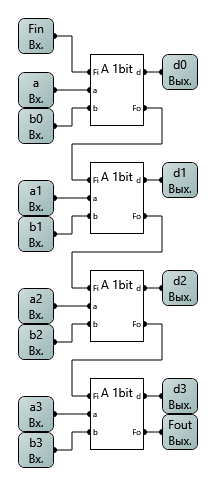 Fin
Вх.
A 1bit
d0
Вых.
Fi
d
a
Вх.
a
b0
Вх.
b
Fo
A 1bit
d1
Вых.
Fi
d
a1
Вх.
a
b1
Вх.
b
Fo
A 1bit
d2
Вых.
Fi
d
a2
Вх.
a
b2
Вх.
b
Fo
A 1bit
d3
Вых.
Fi
d
a3
Вх.
a
Fout
Вых.
b3
Вх.
b
Fo